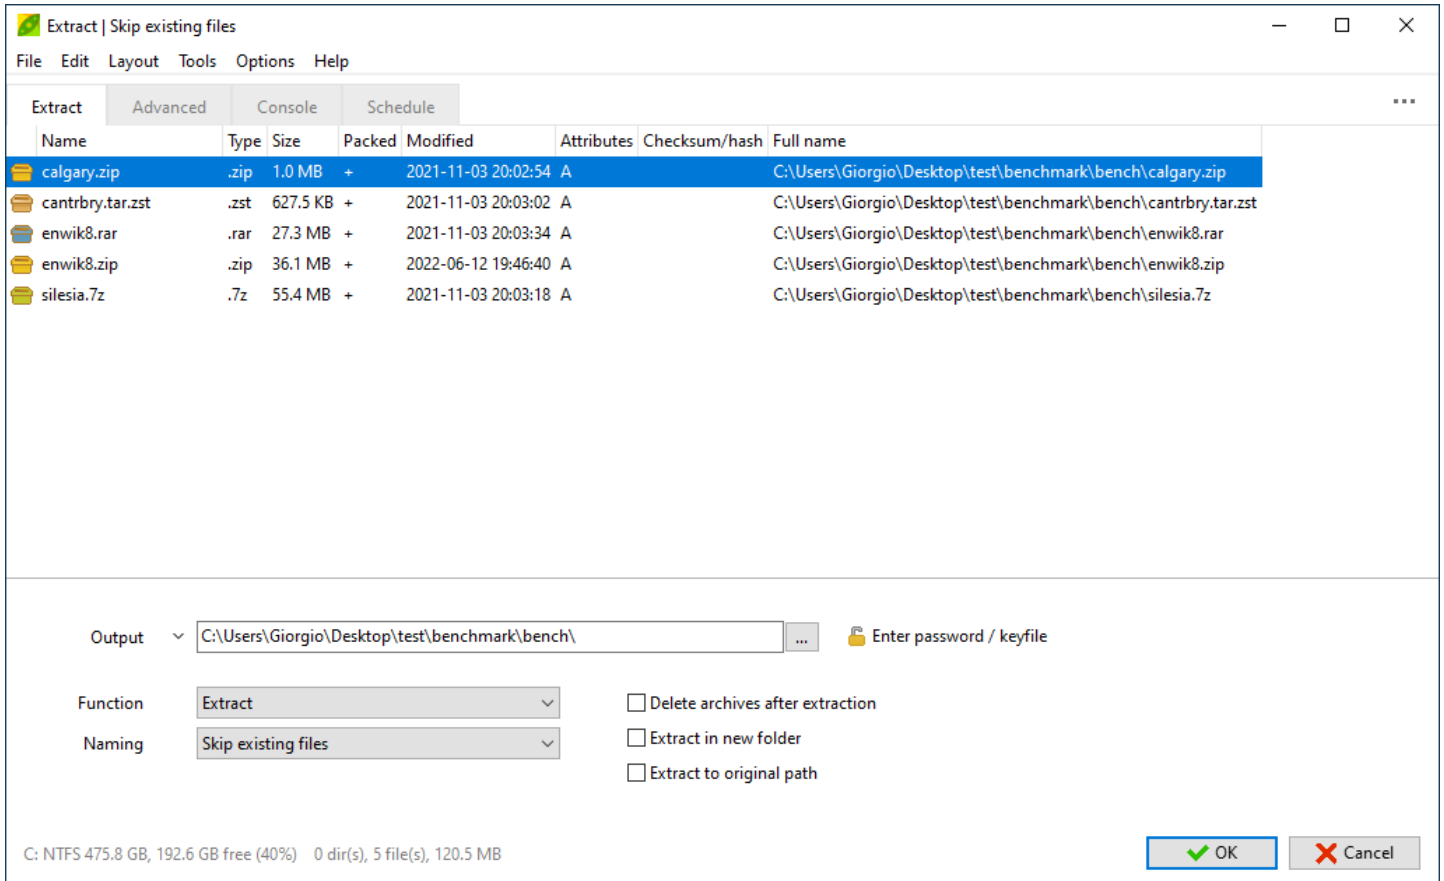 Extract | Skip existing files
File Edit Layout Tools Options Help
Extract Advanced Console Schedule ...
Name Type Size Packed Modified Attributes Checksum/hash Full name
calgary.zip .zip 1.0 MB + 2021-11-03 20:02:54 A C:\Users\Giorgio\Desktop\test\benchmark\bench\calgary.zip
cantrbry.tar.zst .zst 627.5 KB + 2021-11-03 20:03:02 A C:\Users\Giorgio\Desktop\test\benchmark\bench\cantrbry.tar.zst
enwik8.rar .rar 27.3 MB + 2021-11-03 20:03:34 A C:\Users\Giorgio\Desktop\test\benchmark\bench\enwik8.rar
enwik8.zip .zip 36.1 MB + 2022-06-12 19:46:40 A C:\Users\Giorgio\Desktop\test\benchmark\bench\enwik8.zip
silesia.7z .7z 55.4 MB + 2021-11-03 20:03:18 A C:\Users\Giorgio\Desktop\test\benchmark\bench\silesia.7z
Output C:\Users\Giorgio\Desktop\test\benchmark\bench\ ... Enter password / keyfile
Function Extract Delete archives after extraction
Naming Skip existing files Extract in new folder
Extract to original path
C: NTFS 475.8 GB, 192.6 GB free (40%) 0 dir(s), 5 file(s), 120.5 MB OK Cancel